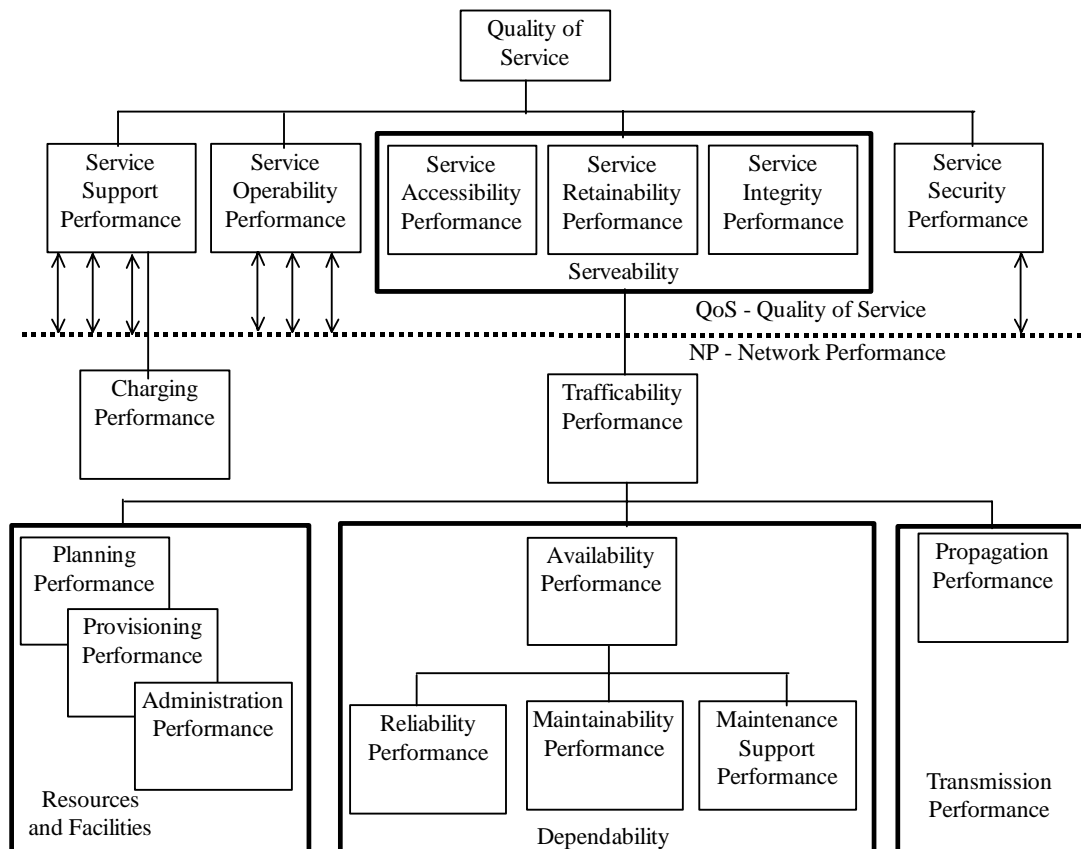 Quality of
Service
Service
Support
Performance
Service
Operability
Performance
Service
Accessibility
Performance
Service
Retainability
Performance
Service
Integrity
Performance
Serveability
Service
Security
Performance
QoS - Quality of Service
NP - Network Performance
Charging
Performance
Trafficability
Performance
Planning
Performance
Provisioning
Performance
Administration
Performance
Resources
and Facilities
Availability
Performance
Reliability
Performance
Maintainability
Performance
Maintenance
Support
Performance
Dependability
Propagation
Performance
Transmission
Performance